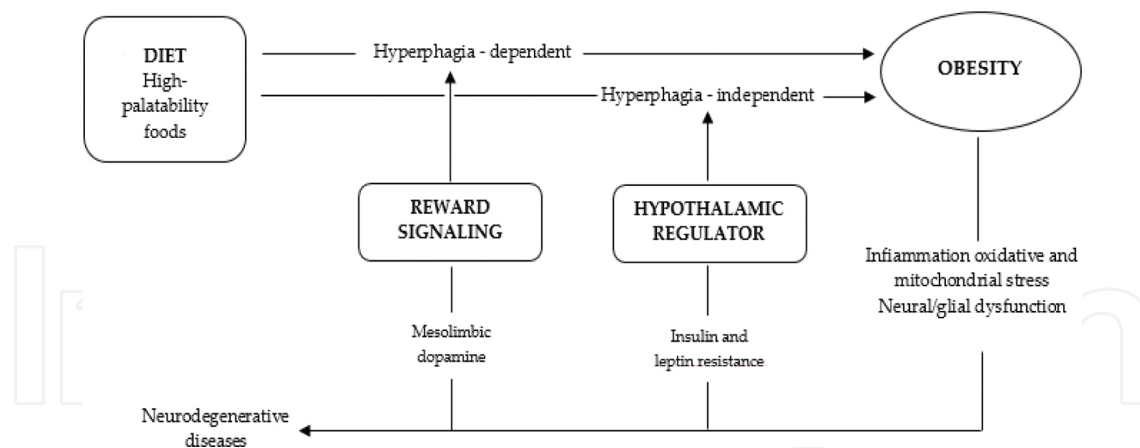 DIET
High-
palatability
foods
Hyperphagia - dependent
Hyperphagia - independent
OBESITY
REWARD
SIGNALING
HYPOTHALAMIC
REGULATOR
Infiammation oxidative and
mitochondrial stress
Neural/glial dysfunction
Mesolimbic
dopamine
Insulin and
leptin resistance
Neurodegenerative
diseases